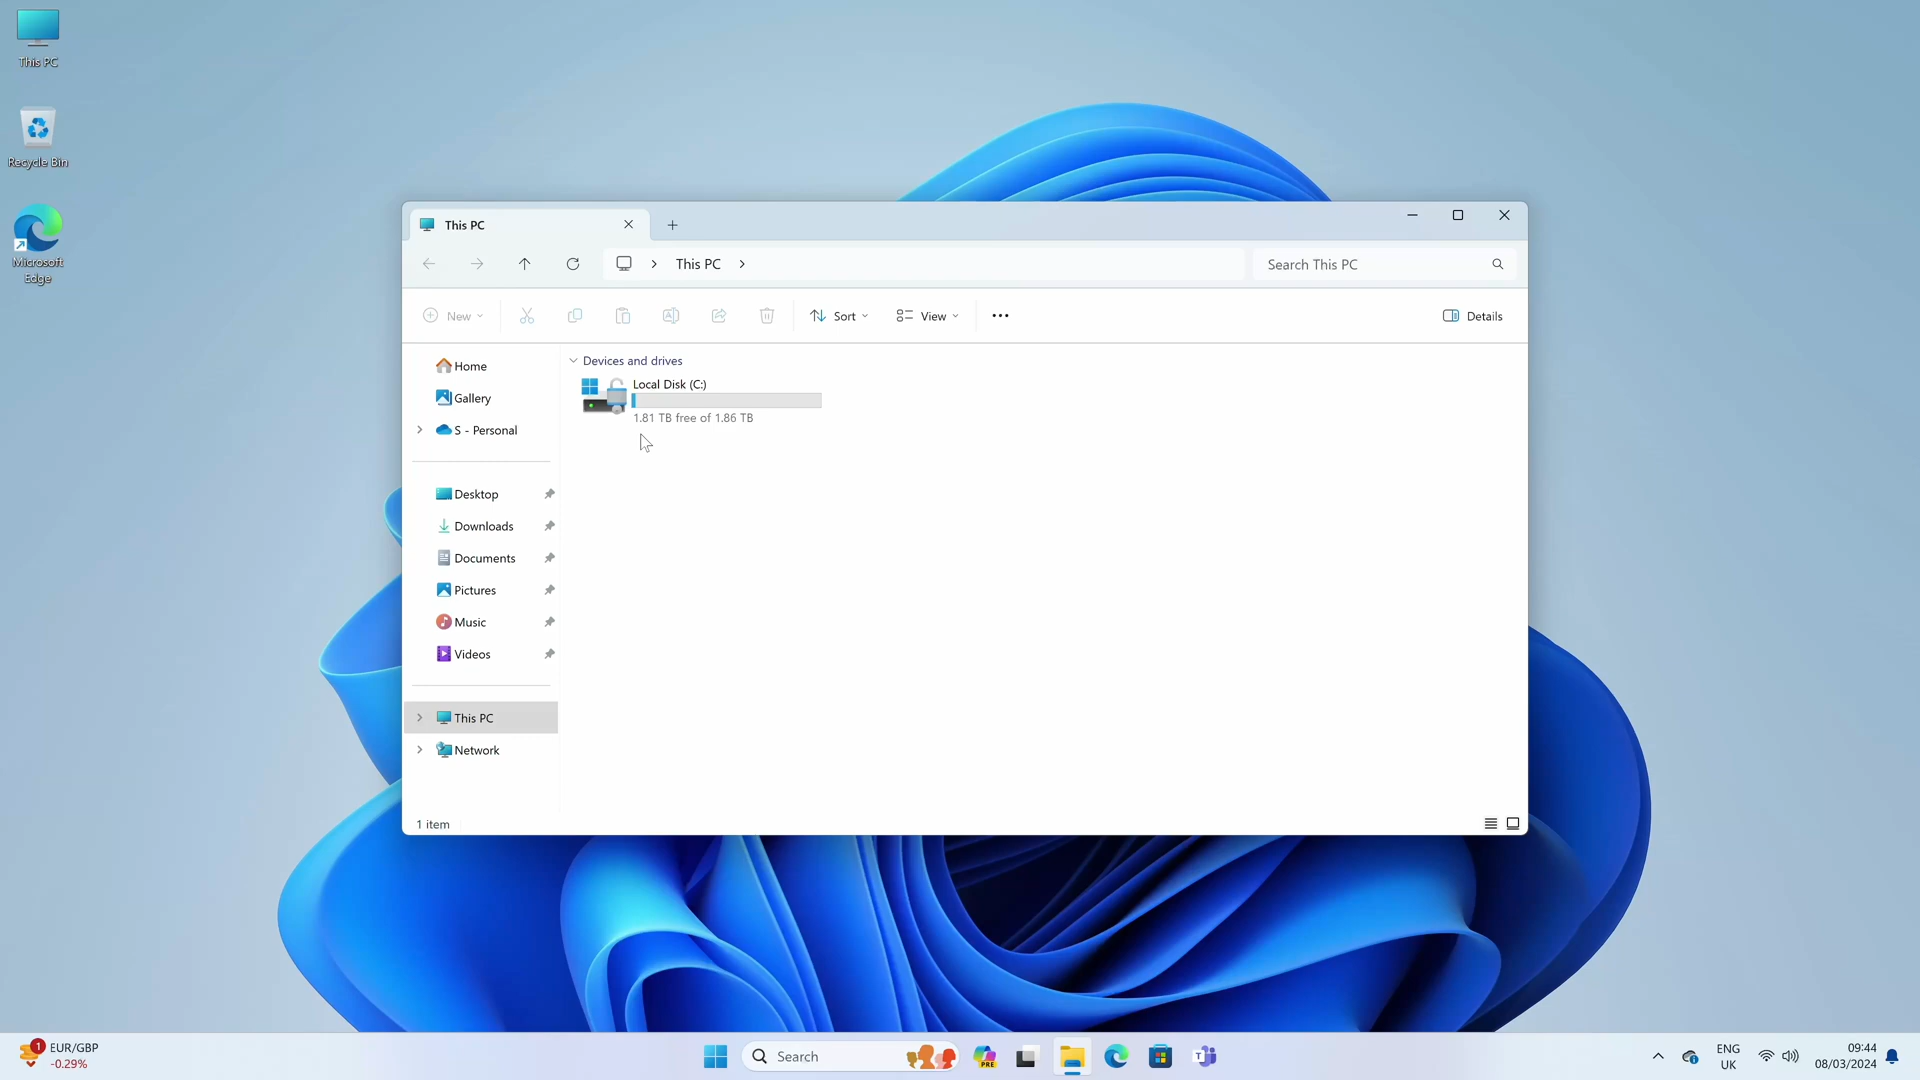 This PC
Recycle Bin
Microsoft
Edge
This PC
This PC
Search This PC
New
Sort
View
Details
Home
Gallery
S - Personal
Desktop
Downloads
Documents
Pictures
Music
Videos
This PC
Network
Devices and drives
Local Disk (C:)
1.81 TB free of 1.86 TB
1 item
1
EUR/GBP
-0.29%
Search
PRE
ENG
UK
09:44
08/03/2024